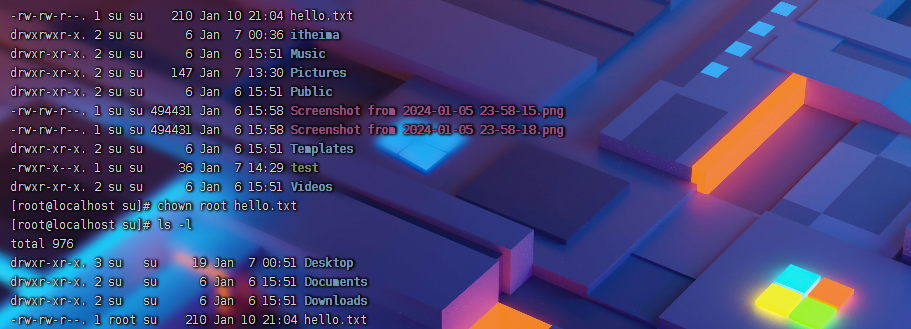 -rw-rw-r--. 1 su su    210 Jan 10 21:04 hello.txt
drwxrwxr-x. 2 su su      6 Jan  7 00:36 itheima
drwxr-xr-x. 2 su su      6 Jan  6 15:51 Music
drwxr-xr-x. 2 su su    147 Jan  7 13:30 Pictures
drwxr-xr-x. 2 su su      6 Jan  6 15:51 Public
-rw-rw-r--. 1 su su 494431 Jan  6 15:58 Screenshot from 2024-01-05 23-58-15.png
-rw-rw-r--. 1 su su 494431 Jan  6 15:58 Screenshot from 2024-01-05 23-58-18.png
drwxr-xr-x. 2 su su      6 Jan  6 15:51 Templates
-rwxr-x--x. 1 su su     36 Jan  7 14:29 test
drwxr-xr-x. 2 su su      6 Jan  6 15:51 Videos
[root@localhost su]# chown root hello.txt
[root@localhost su]# ls -l
total 976
drwxr-xr-x. 3 su   su     19 Jan  7 00:51 Desktop
drwxr-xr-x. 2 su   su      6 Jan  6 15:51 Documents
drwxr-xr-x. 2 su   su      6 Jan  6 15:51 Downloads
-rw-rw-r--. 1 root su    210 Jan 10 21:04 hello.txt